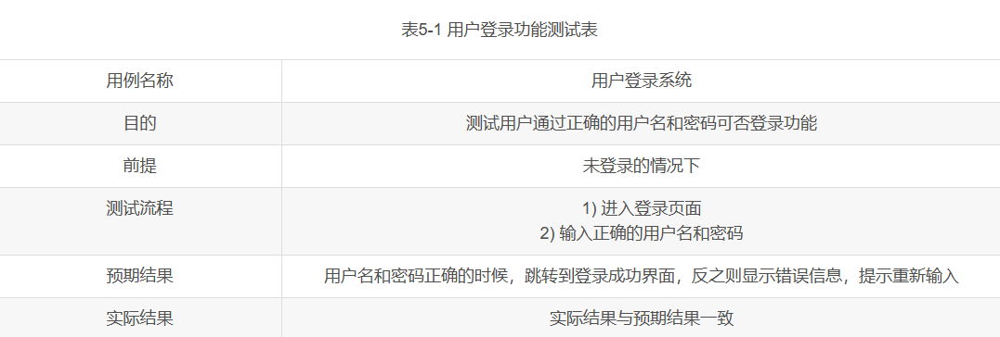 表5-1 用户登录功能测试表
用例名称 用户登录系统
目的 测试用户通过正确的用户名和密码可否登录功能
前提 未登录的情况下
测试流程 1) 进入登录页面
2) 输入正确的用户名和密码
预期结果 用户名和密码正确的时候，跳转到登录成功界面，反之则显示错误信息，提示重新输入
实际结果 实际结果与预期结果一致